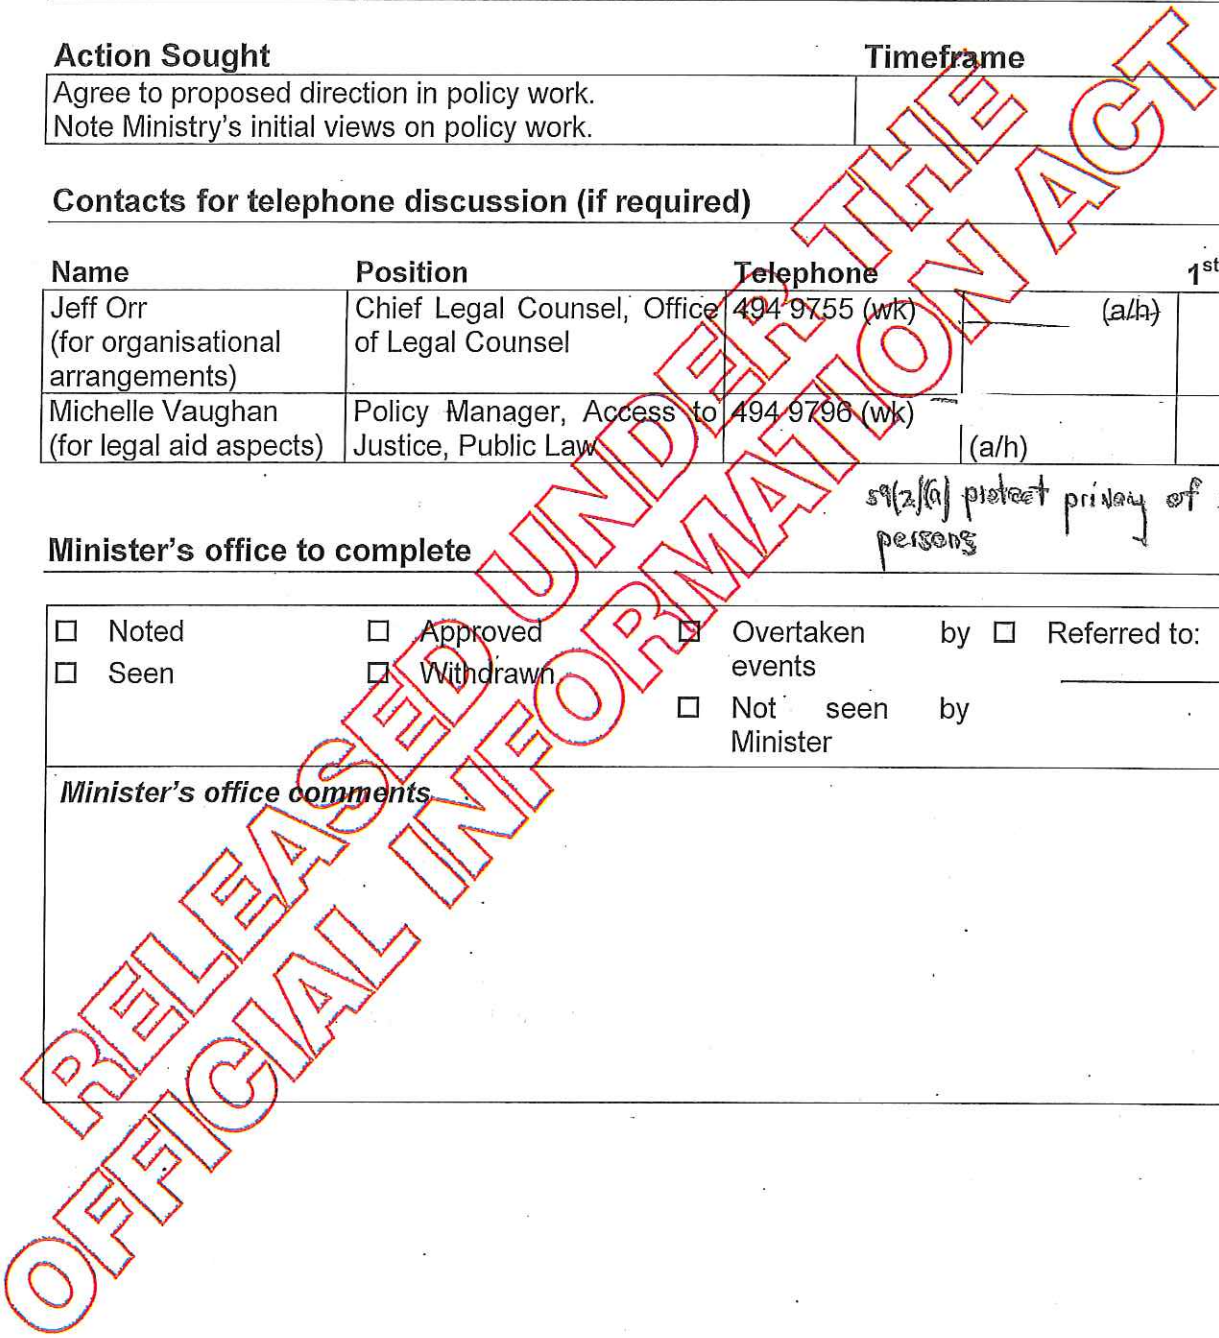 Action Sought Timeframe
Agree to proposed direction in policy work.
Note Ministry's initial views on policy work.
Contacts for telephone discussion (if required)
Name Position Telephone 1st
Jeff Orr Chief Legal Counsel, Office 494 9755 (wk) (a/h)
(for organisational of Legal Counsel
arrangements)
Michelle Vaughan Policy Manager, Access to 494 9796 (wk)
(for legal aid aspects) Justice, Public Law (a/h)
s9(2)(a) protect privacy of
persons
Minister's office to complete
☐ Noted ☐ Approved ☐ Overtaken by ☐ Referred to:
☐ Seen ☐ Withdrawn events
☐ Not seen by
Minister
Minister's office comments
RELEASED UNDER THE
OFFICIAL INFORMATION ACT